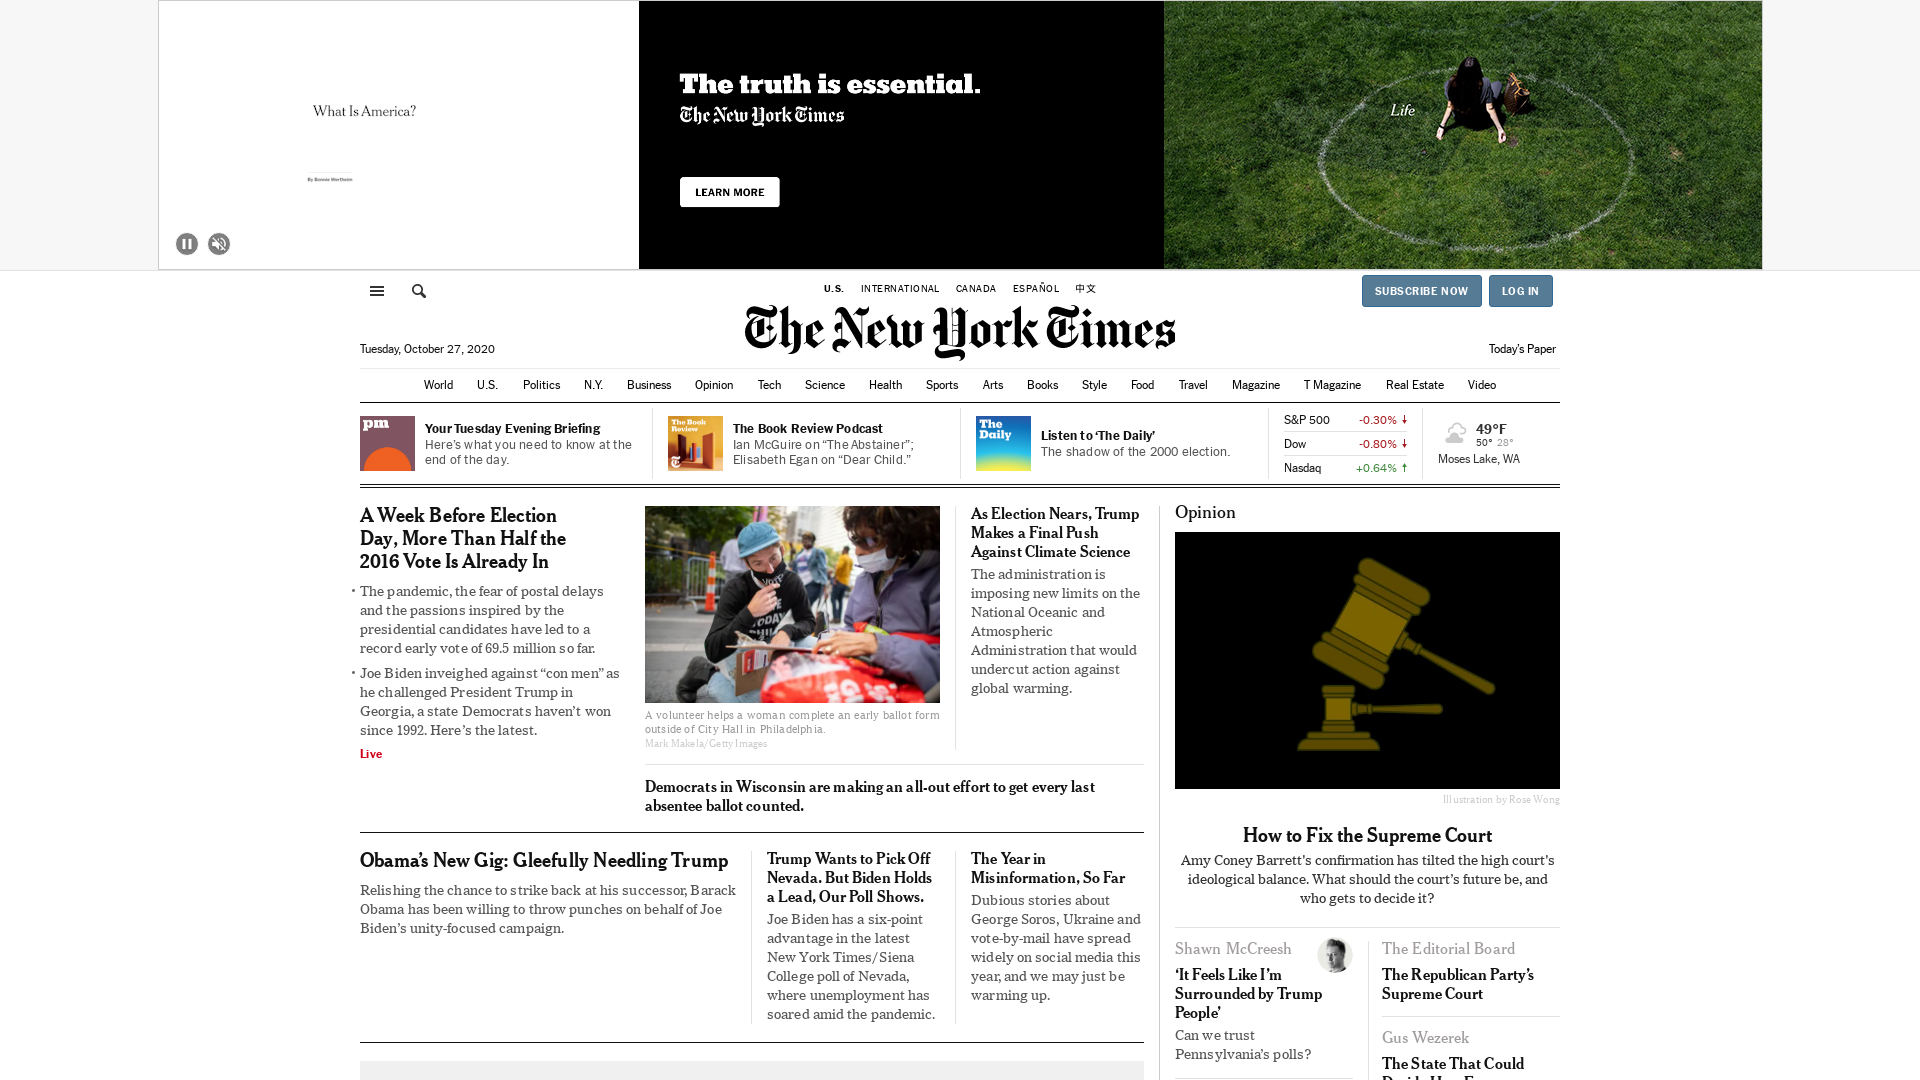 What Is America?
By Bonnie Wertheim
The truth is essential.
The New York Times
LEARN MORE
Life
U.S. INTERNATIONAL CANADA ESPAÑOL 中文
SUBSCRIBE NOW LOG IN
The New York Times
Tuesday, October 27, 2020
Today's Paper
World U.S. Politics N.Y. Business Opinion Tech Science Health Sports Arts Books Style Food Travel Magazine T Magazine Real Estate Video
pm
Your Tuesday Evening Briefing
Here's what you need to know at the
end of the day.
The Book
Review
The Book Review Podcast
Ian McGuire on “The Abstainer”;
Elisabeth Egan on “Dear Child.”
The
Daily
Listen to ‘The Daily’
The shadow of the 2000 election.
S&P 500 -0.30%
Dow -0.80%
Nasdaq +0.64%
49°F
50° 28°
Moses Lake, WA
A Week Before Election
Day, More Than Half the
2016 Vote Is Already In
• The pandemic, the fear of postal delays
and the passions inspired by the
presidential candidates have led to a
record early vote of 69.5 million so far.
• Joe Biden inveighed against “con men” as
he challenged President Trump in
Georgia, a state Democrats haven’t won
since 1992. Here’s the latest.
Live
A volunteer helps a woman complete an early ballot form
outside of City Hall in Philadelphia.
Mark Makela/Getty Images
As Election Nears, Trump
Makes a Final Push
Against Climate Science
The administration is
imposing new limits on the
National Oceanic and
Atmospheric
Administration that would
undercut action against
global warming.
Democrats in Wisconsin are making an all-out effort to get every last
absentee ballot counted.
Obama’s New Gig: Gleefully Needling Trump
Relishing the chance to strike back at his successor, Barack
Obama has been willing to throw punches on behalf of Joe
Biden’s unity-focused campaign.
Trump Wants to Pick Off
Nevada. But Biden Holds
a Lead, Our Poll Shows.
Joe Biden has a six-point
advantage in the latest
New York Times/Siena
College poll of Nevada,
where unemployment has
soared amid the pandemic.
The Year in
Misinformation, So Far
Dubious stories about
George Soros, Ukraine and
vote-by-mail have spread
widely on social media this
year, and we may just be
warming up.
Opinion
Illustration by Rose Wong
How to Fix the Supreme Court
Amy Coney Barrett's confirmation has tilted the high court's
ideological balance. What should the court’s future be, and
who gets to decide it?
Shawn McCreesh
‘It Feels Like I’m
Surrounded by Trump
People’
Can we trust
Pennsylvania’s polls?
The Editorial Board
The Republican Party’s
Supreme Court
Gus Wezerek
The State That Could